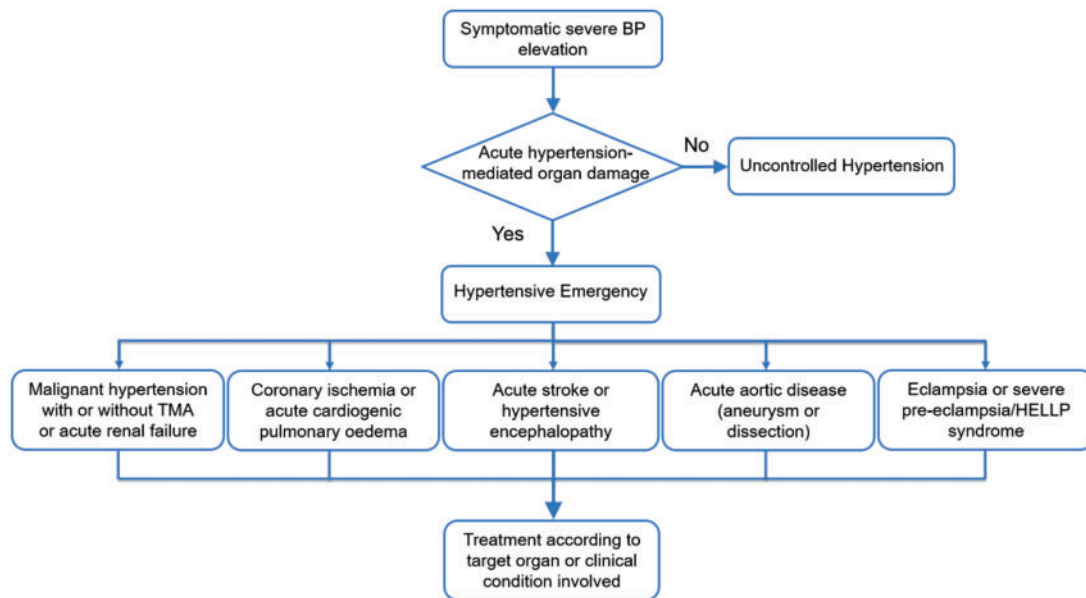 Symptomatic severe BP
elevation
Acute hypertension-
mediated organ damage
No
Uncontrolled Hypertension
Yes
Hypertensive Emergency
Malignant hypertension
with or without TMA
or acute renal failure
Coronary ischemia or
acute cardiogenic
pulmonary oedema
Acute stroke or
hypertensive
encephalopathy
Acute aortic disease
(aneurysm or
dissection)
Eclampsia or severe
pre-eclampsia/HELLP
syndrome
Treatment according to
target organ or clinical
condition involved